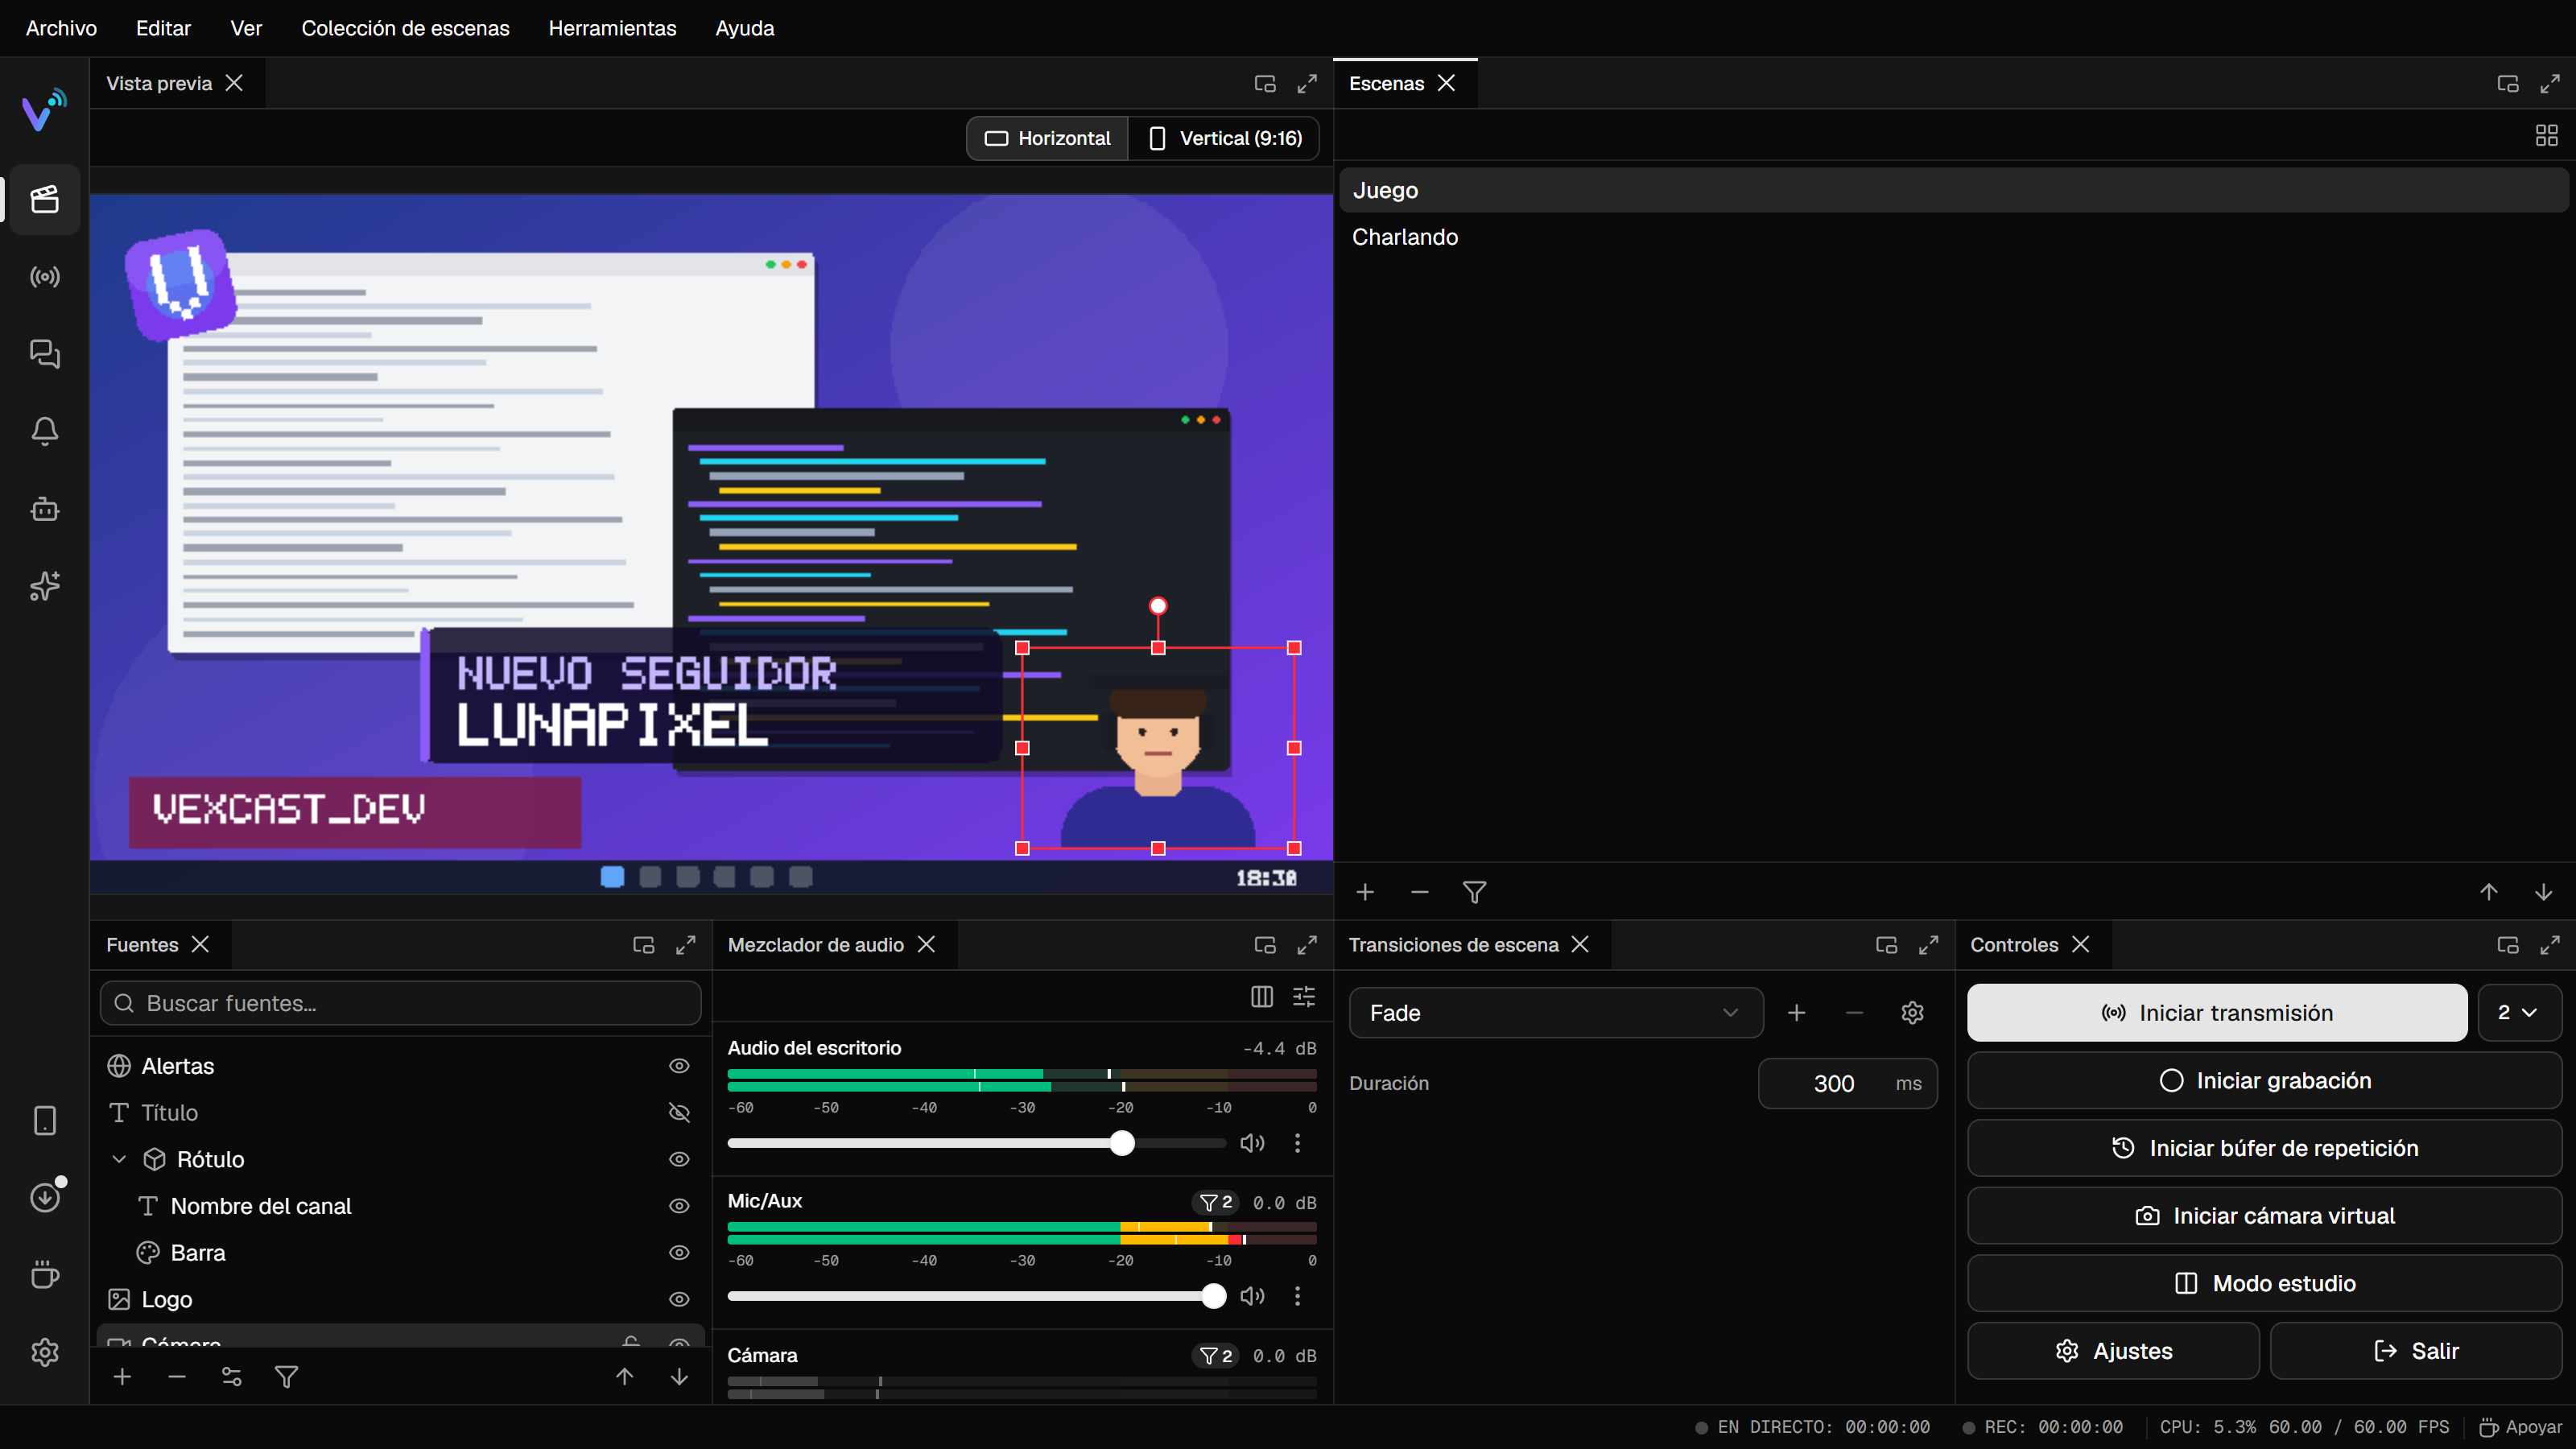 Archivo Editar Ver Colección de escenas Herramientas Ayuda
Vista previa
Horizontal Vertical (9:16)
NUEVO SEGUIDOR
LUNAPIXEL
VEXCAST_DEV
18:30
Escenas
Juego
Charlando
Fuentes
Buscar fuentes...
Alertas
Título
Rótulo
Nombre del canal
Barra
Logo
Cámara
Mezclador de audio
Audio del escritorio -4.4 dB
-60 -50 -40 -30 -20 -10 0
Mic/Aux 2 0.0 dB
-60 -50 -40 -30 -20 -10 0
Cámara 2 0.0 dB
Transiciones de escena
Fade
Duración 300 ms
Controles
Iniciar transmisión 2
Iniciar grabación
Iniciar búfer de repetición
Iniciar cámara virtual
Modo estudio
Ajustes Salir
EN DIRECTO: 00:00:00 REC: 00:00:00 CPU: 5.3% 60.00 / 60.00 FPS Apoyar